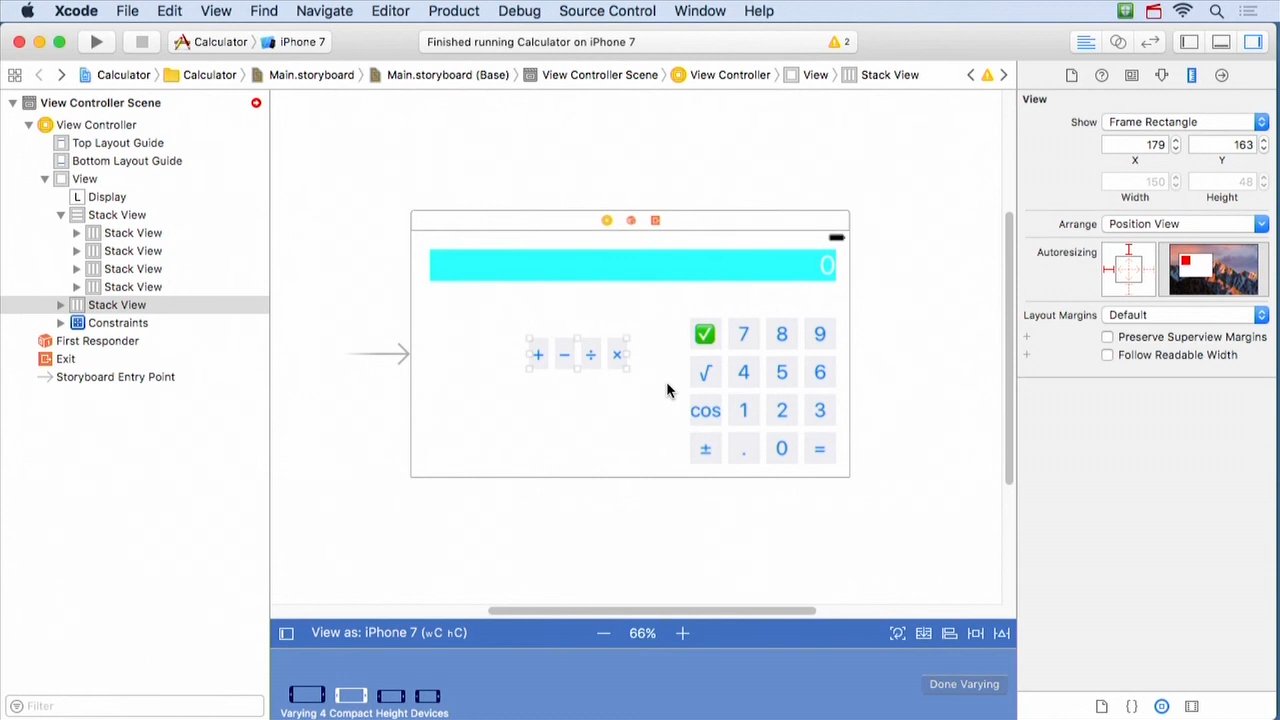 Xcode File Edit View Find Navigate Editor Product Debug Source Control Window Help
Calculator iPhone 7 Finished running Calculator on iPhone 7 2
Calculator Calculator Main.storyboard Main.storyboard (Base) View Controller Scene View Controller View Stack View
View Controller Scene
View Controller
Top Layout Guide
Bottom Layout Guide
View
L Display
Stack View
Stack View
Stack View
Stack View
Stack View
Stack View
Constraints
First Responder
Exit
Storyboard Entry Point
Filter
0
+ − ÷ ×
✅ 7 8 9
√ 4 5 6
cos 1 2 3
± . 0 =
View as: iPhone 7 (wC hC) — 66% +
Varying 4 Compact Height Devices
Done Varying
View
Show Frame Rectangle
179 163
X Y
150 48
Width Height
Arrange Position View
Autoresizing
Layout Margins Default
+ Preserve Superview Margins
+ Follow Readable Width
{}